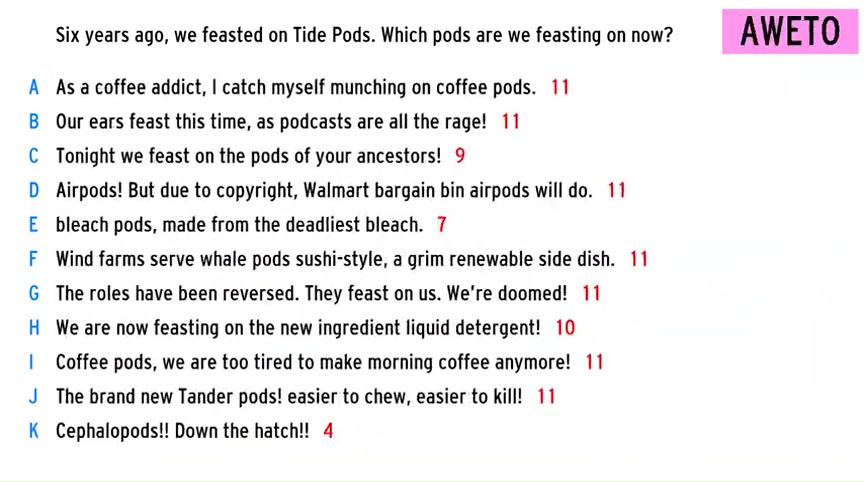 Six years ago, we feasted on Tide Pods. Which pods are we feasting on now?
AWETO
A As a coffee addict, I catch myself munching on coffee pods. 11
B Our ears feast this time, as podcasts are all the rage! 11
C Tonight we feast on the pods of your ancestors! 9
D Airpods! But due to copyright, Walmart bargain bin airpods will do. 11
E bleach pods, made from the deadliest bleach. 7
F Wind farms serve whale pods sushi-style, a grim renewable side dish. 11
G The roles have been reversed. They feast on us. We're doomed! 11
H We are now feasting on the new ingredient liquid detergent! 10
I Coffee pods, we are too tired to make morning coffee anymore! 11
J The brand new Tander pods! easier to chew, easier to kill! 11
K Cephalopods!! Down the hatch!! 4